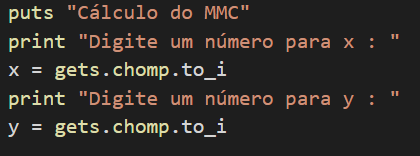 puts "Cálculo do MMC"
print "Digite um número para x : "
x = gets.chomp.to_i
print "Digite um número para y : "
y = gets.chomp.to_i